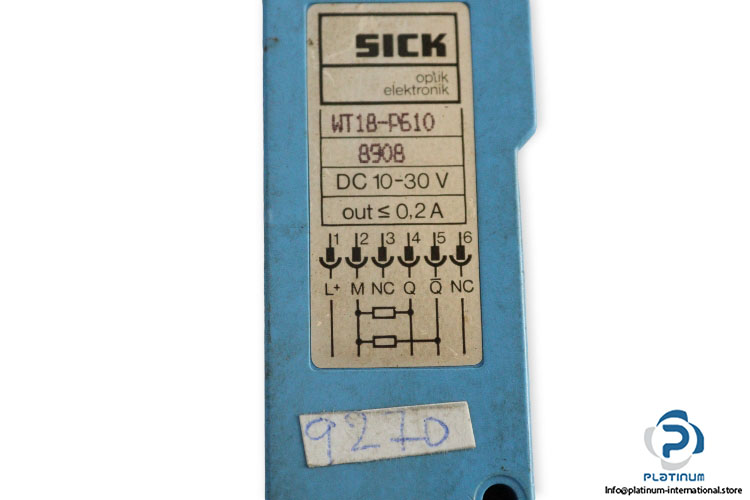 SICK
optik
elektronik
WT18-P610
8908
DC 10-30 V
out ≤ 0,2 A
1 2 3 4 5 6
L+ M NC Q Q̅ NC
9270
PLATINUM
Info@platinum-international.store